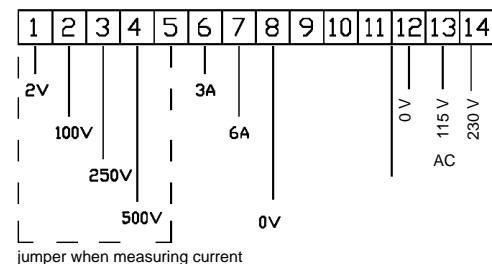 1 2 3 4 5 6 7 8 9 10 11 12 13 14
2V
3A
0 V
115 V
230 V
100V
6A
AC
250V
500V
0V
jumper when measuring current